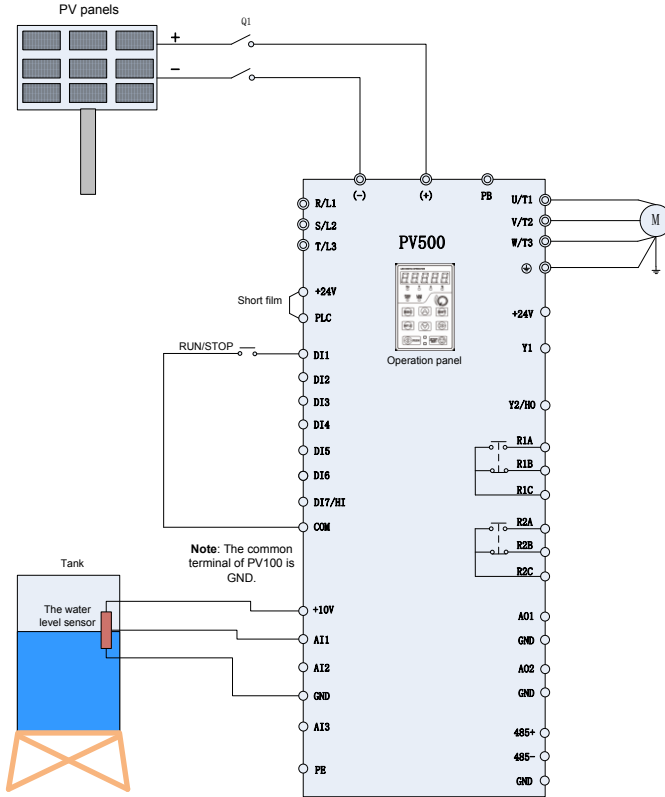 PV panels
+
Q1
−
(-)
(+)
PB
R/L1
S/L2
T/L3
U/T1
V/T2
W/T3
M
PV500
+24V
PLC
Short film
Operation panel
+24V
Y1
RUN/STOP
DI1
DI2
DI3
DI4
DI5
DI6
DI7/HI
COM
Y2/HO
R1A
R1B
R1C
R2A
R2B
R2C
Note: The common
terminal of PV100 is
GND.
Tank
The water
level sensor
+10V
AI1
AI2
GND
AI3
PE
AO1
GND
AO2
GND
485+
485-
GND